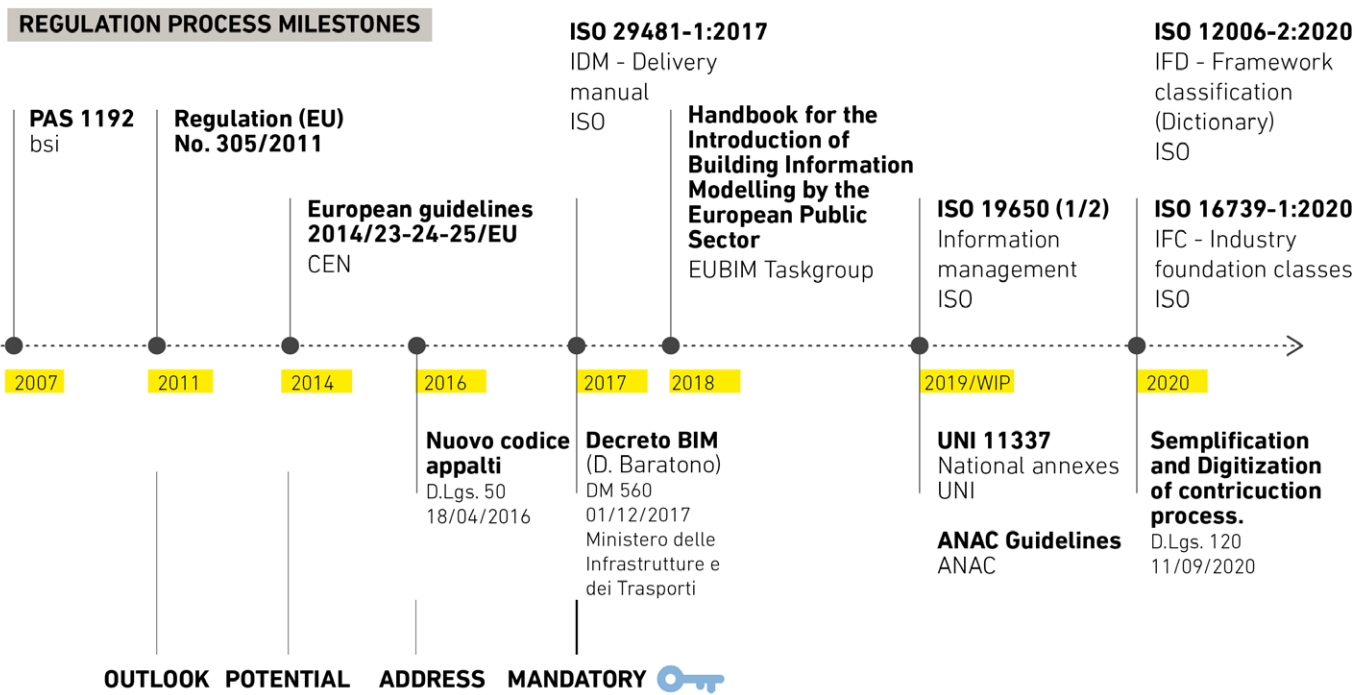 REGULATION PROCESS MILESTONES
PAS 1192
bsi
Regulation (EU)
No. 305/2011
European guidelines
2014/23-24-25/EU
CEN
ISO 29481-1:2017
IDM - Delivery
manual
ISO
Handbook for the
Introduction of
Building Information
Modelling by the
European Public
Sector
EUBIM Taskgroup
ISO 19650 (1/2)
Information
management
ISO
ISO 12006-2:2020
IFD - Framework
classification
(Dictionary)
ISO
ISO 16739-1:2020
IFC - Industry
foundation classes
ISO
2007
2011
2014
2016
2017
2018
2019/WIP
2020
Nuovo codice
appalti
D.Lgs. 50
18/04/2016
Decreto BIM
(D. Baratono)
DM 560
01/12/2017
Ministero delle
Infrastrutture e
dei Trasporti
UNI 11337
National annexes
UNI
ANAC Guidelines
ANAC
Semplification
and Digitization
of contricuction
process.
D.Lgs. 120
11/09/2020
OUTLOOK
POTENTIAL
ADDRESS
MANDATORY